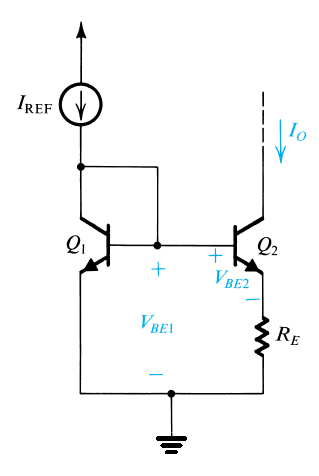 I_REF
I_O
Q_1
Q_2
+
+
V_BE2
−
V_BE1
R_E
−